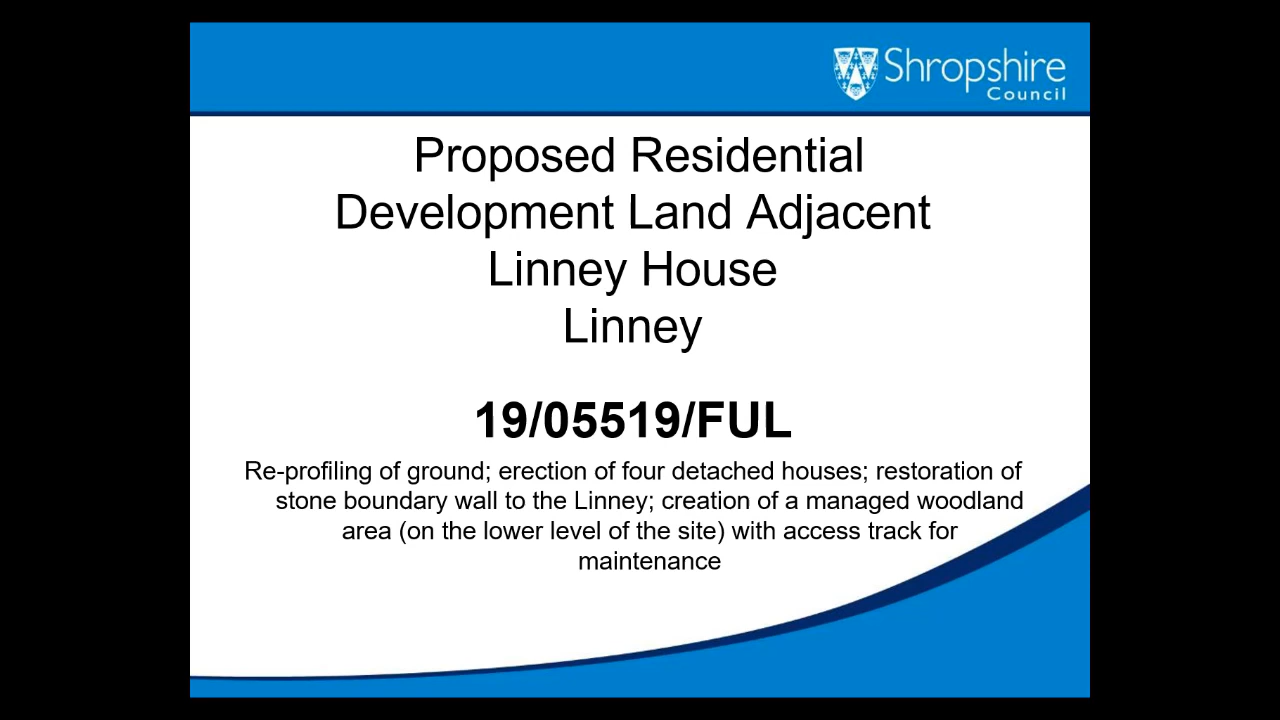 Shropshire
Council
Proposed Residential
Development Land Adjacent
Linney House
Linney
19/05519/FUL
Re-profiling of ground; erection of four detached houses; restoration of
stone boundary wall to the Linney; creation of a managed woodland
area (on the lower level of the site) with access track for
maintenance